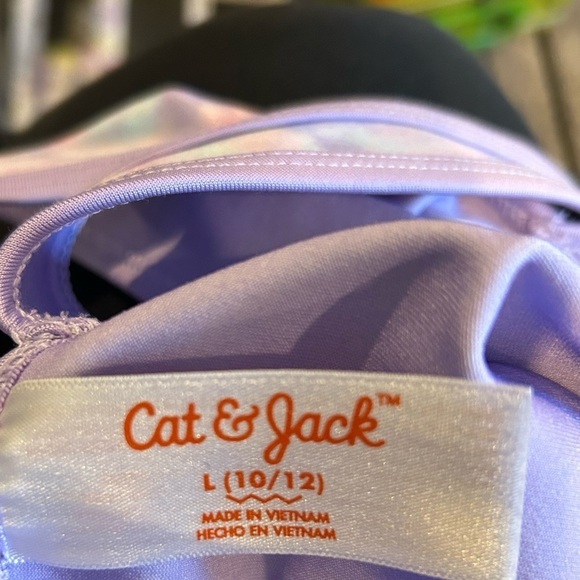 Cat & Jack™
L (10/12)
MADE IN VIETNAM
HECHO EN VIETNAM